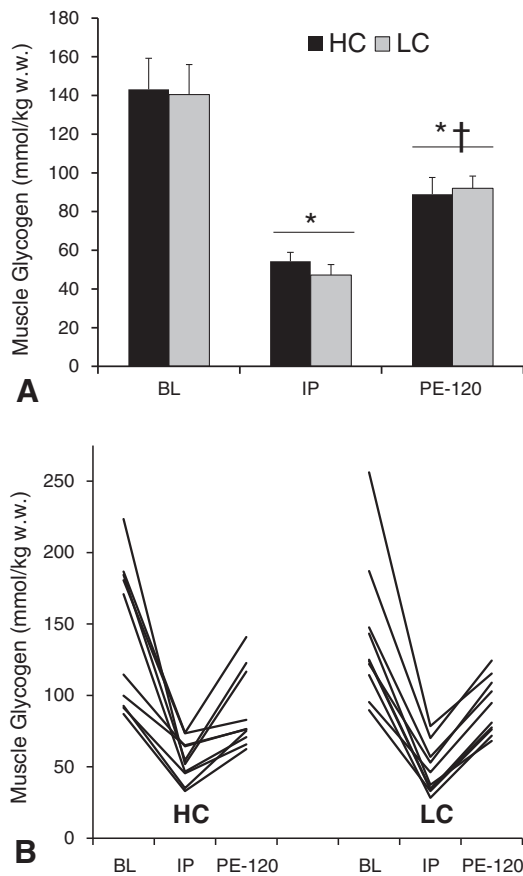 180
160
140
120
100
80
60
40
20
0
Muscle Glycogen (mmol/kg w.w.)
HC LC
*
*†
BL IP PE-120
A
250
200
150
100
50
0
Muscle Glycogen (mmol/kg w.w.)
HC LC
BL IP PE-120 BL IP PE-120
B